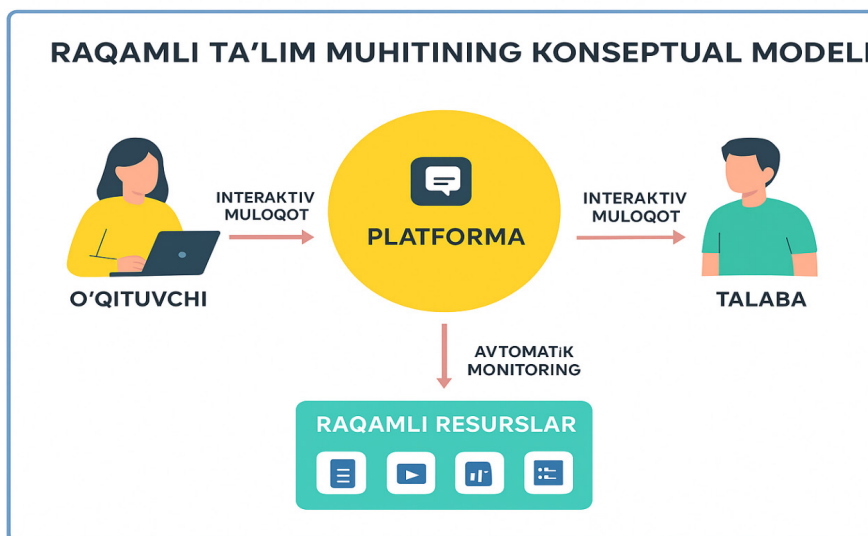 RAQAMLI TA'LIM MUHITINING KONSEPTUAL MODELI
INTERAKTIV
MULOQOT
PLATFORMA
INTERAKTIV
MULOQOT
O'QITUVCHI
TALABA
AVTOMATIK
MONITORING
RAQAMLI RESURSLAR